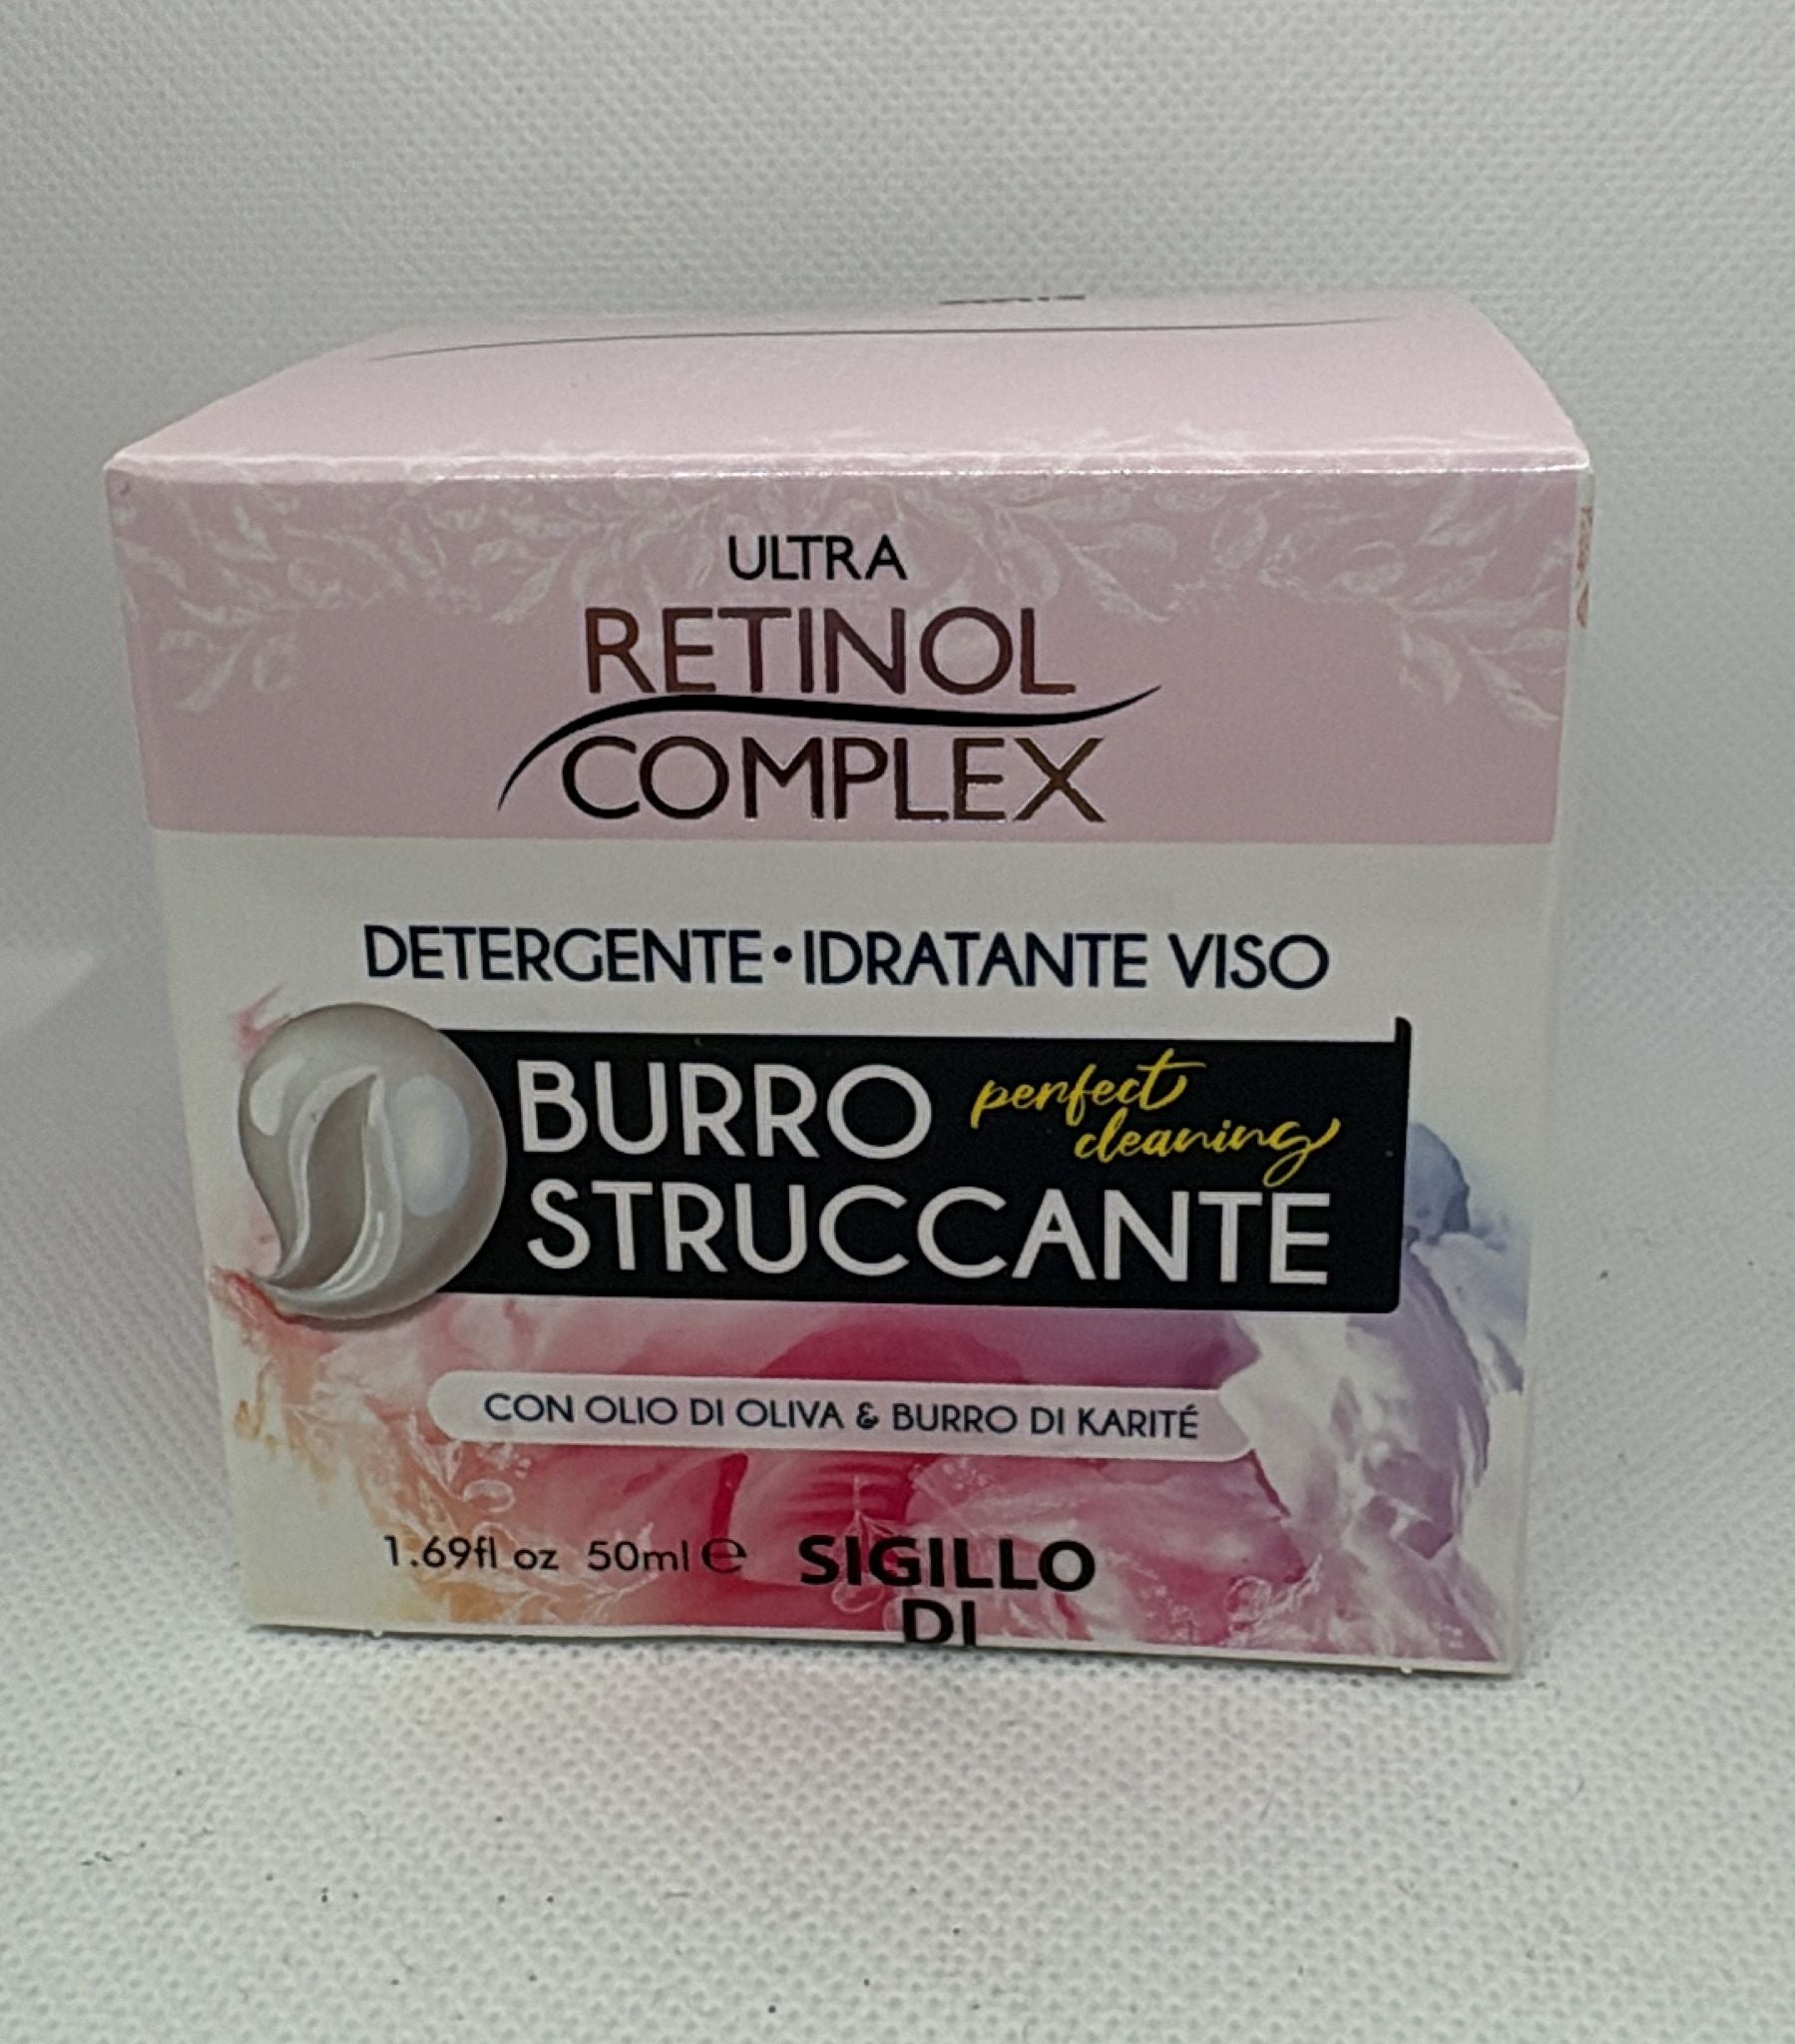 ULTRA
RETINOL
COMPLEX
DETERGENTE • IDRATANTE VISO
BURRO perfect
cleaning
STRUCCANTE
CON OLIO DI OLIVA & BURRO DI KARITÉ
1.69fl oz 50ml ℮ SIGILLO
DI